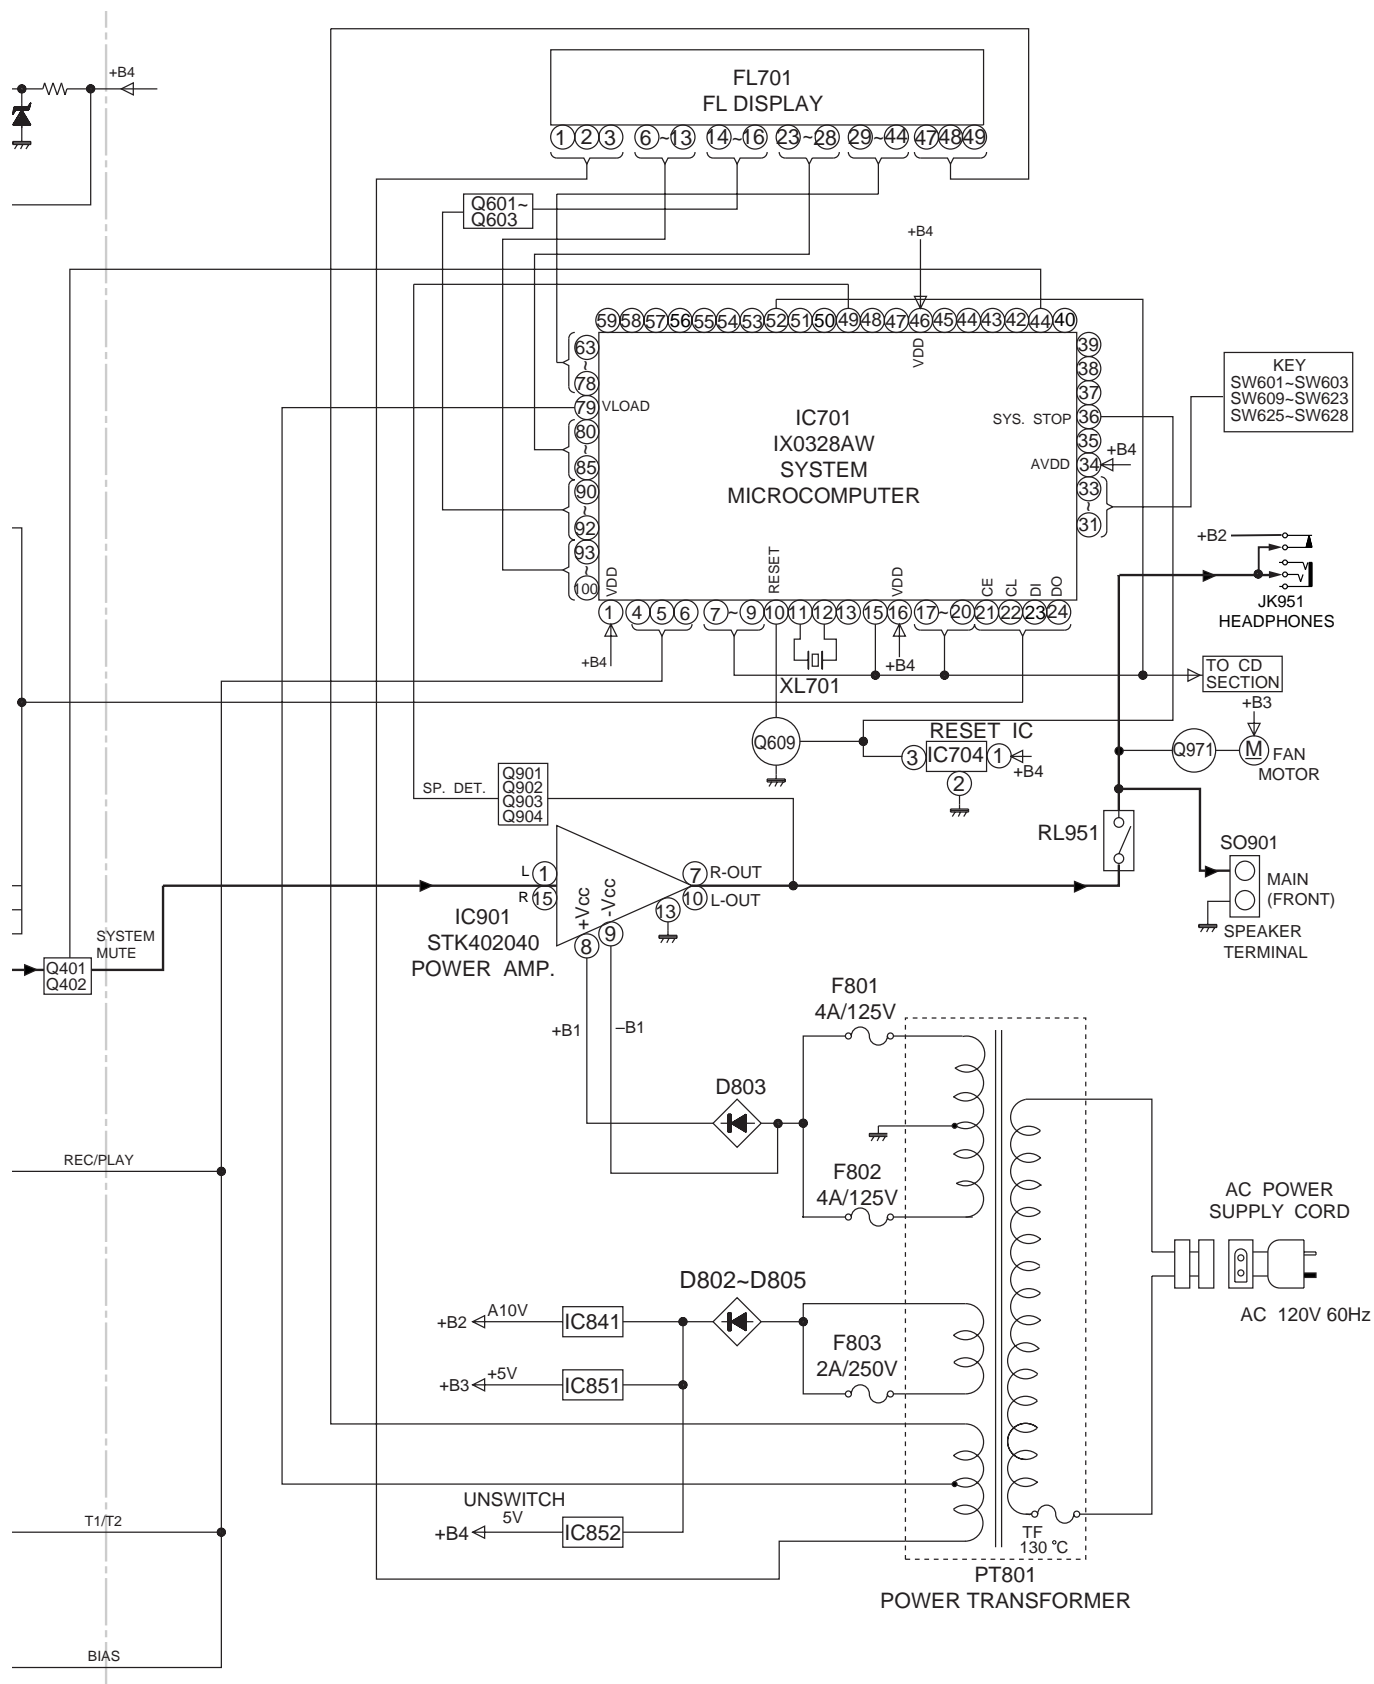 +B4
FL701
FL DISPLAY
1 2 3 6 ~ 13 14 ~ 16 23 ~ 28 29 ~ 44 47 48 49
Q601~
Q603
+B4
59 58 57 56 55 54 53 52 51 50 49 48 47 46 45 44 43 42 44 40
VDD
63
~
78
79 VLOAD
80
~
85
90
~
92
93
~
100
IC701
IX0328AW
SYSTEM
MICROCOMPUTER
39
38
37
SYS. STOP 36
35
AVDD 34 +B4
33
~
31
KEY
SW601~SW603
SW609~SW623
SW625~SW628
VDD RESET VDD CE CL DI DO
1 4 5 6 7 ~ 9 10 11 12 13 15 16 17 ~ 20 21 22 23 24
+B4
XL701
+B4
+B2
JK951
HEADPHONES
TO CD
SECTION
+B3
Q609
RESET IC
3 IC704 1
+B4
2
Q971
M
FAN
MOTOR
SP. DET.
Q901
Q902
Q903
Q904
RL951
SO901
MAIN
(FRONT)
SPEAKER
TERMINAL
L 1
R 15
+Vcc
-Vcc
7 R-OUT
10 L-OUT
13
8
9
IC901
STK402040
POWER AMP.
SYSTEM
MUTE
Q401
Q402
+B1
–B1
F801
4A/125V
D803
F802
4A/125V
REC/PLAY
AC POWER
SUPPLY CORD
AC 120V 60Hz
D802~D805
+B2 A10V IC841
F803
2A/250V
+B3 +5V IC851
UNSWITCH
5V
+B4 IC852
T1/T2
TF
130 °C
PT801
POWER TRANSFORMER
BIAS